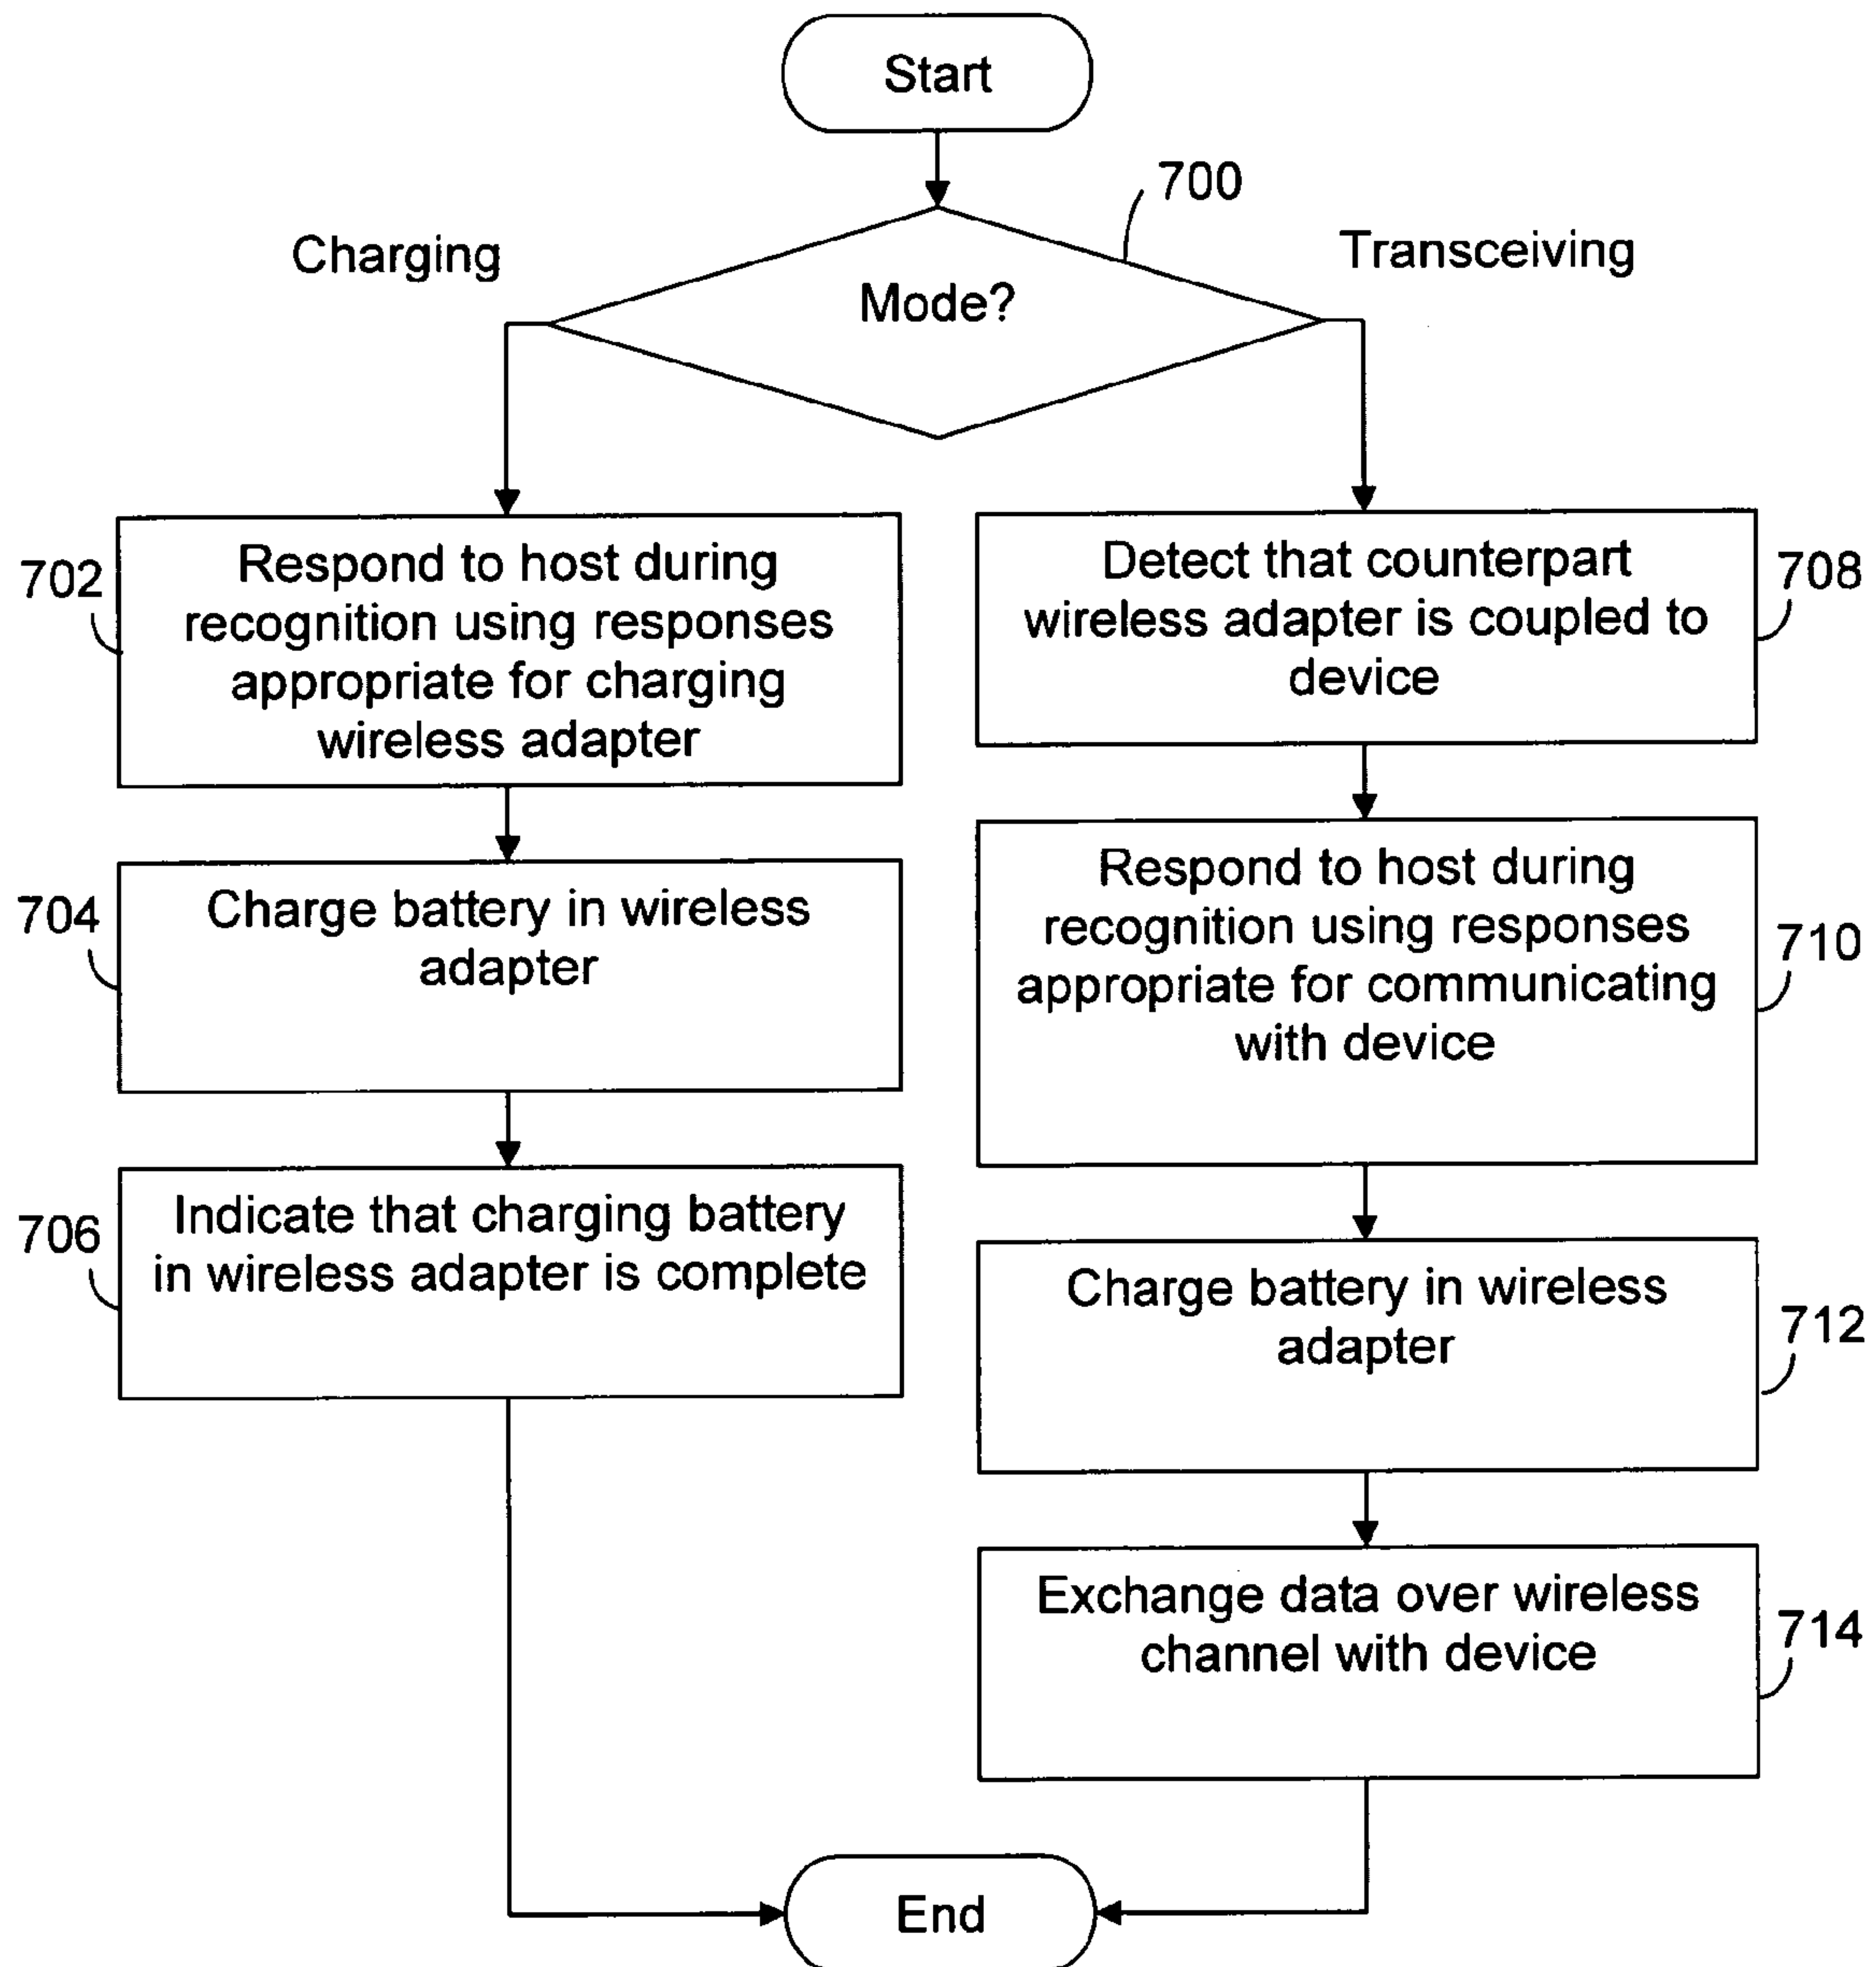 Start
700
Charging
Transceiving
Mode?
702
Respond to host during
recognition using responses
appropriate for charging
wireless adapter
704
Charge battery in wireless
adapter
706
Indicate that charging battery
in wireless adapter is complete
Detect that counterpart
wireless adapter is coupled to
device
708
Respond to host during
recognition using responses
appropriate for communicating
with device
710
Charge battery in wireless
adapter
712
Exchange data over wireless
channel with device
714
End